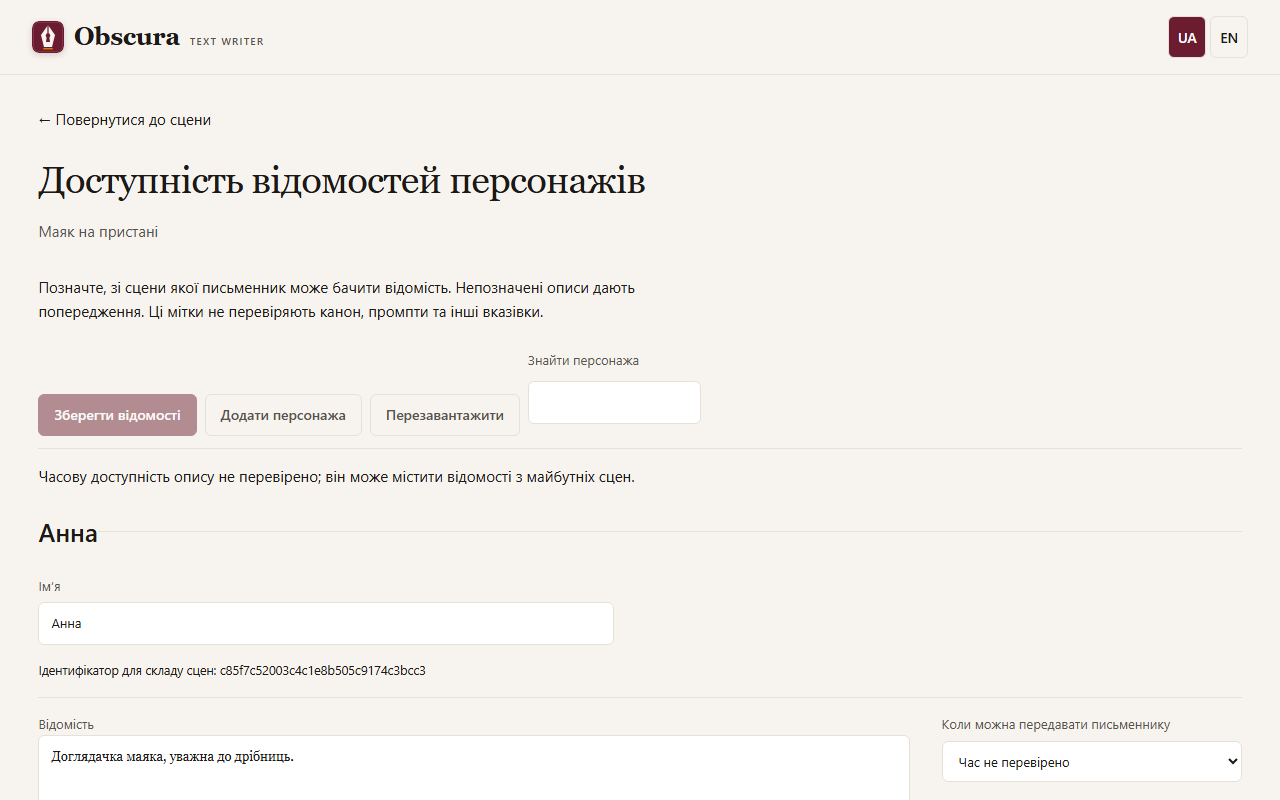 Obscura TEXT WRITER
UA EN
← Повернутися до сцени
Доступність відомостей персонажів
Маяк на пристані
Позначте, зі сцени якої письменник може бачити відомість. Непозначені описи дають
попередження. Ці мітки не перевіряють канон, промпти та інші вказівки.
Знайти персонажа
Зберегти відомості Додати персонажа Перезавантажити
Часову доступність опису не перевірено; він може містити відомості з майбутніх сцен.
Анна
Ім'я
Анна
Ідентифікатор для складу сцен: c85f7c52003c4c1e8b505c9174c3bcc3
Відомість Коли можна передавати письменнику
Доглядачка маяка, уважна до дрібниць.
Час не перевірено